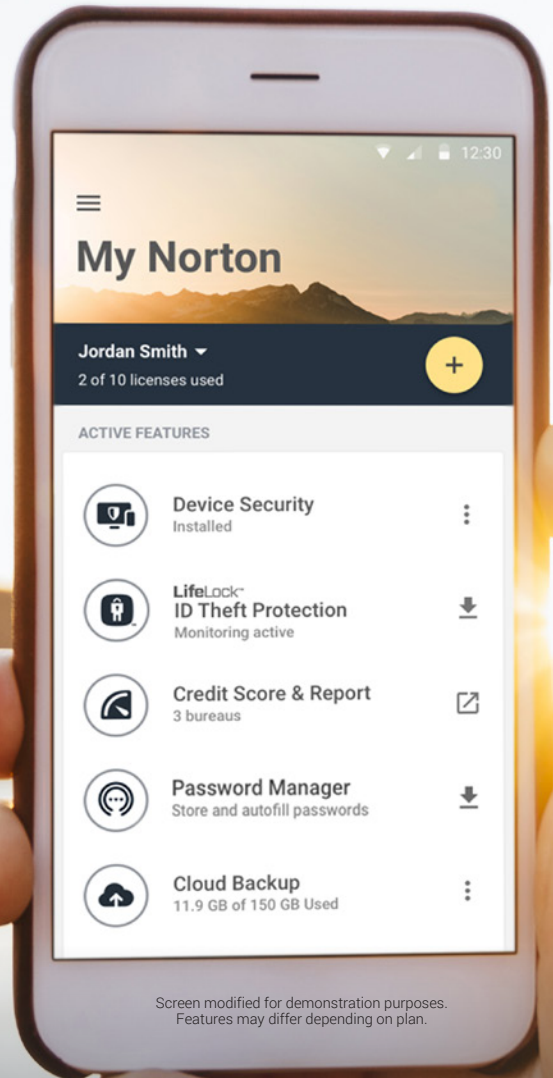 12:30
My Norton
Jordan Smith
2 of 10 licenses used
ACTIVE FEATURES
Device Security
Installed
LifeLock™
ID Theft Protection
Monitoring active
Credit Score & Report
3 bureaus
Password Manager
Store and autofill passwords
Cloud Backup
11.9 GB of 150 GB Used
Screen modified for demonstration purposes.
Features may differ depending on plan.